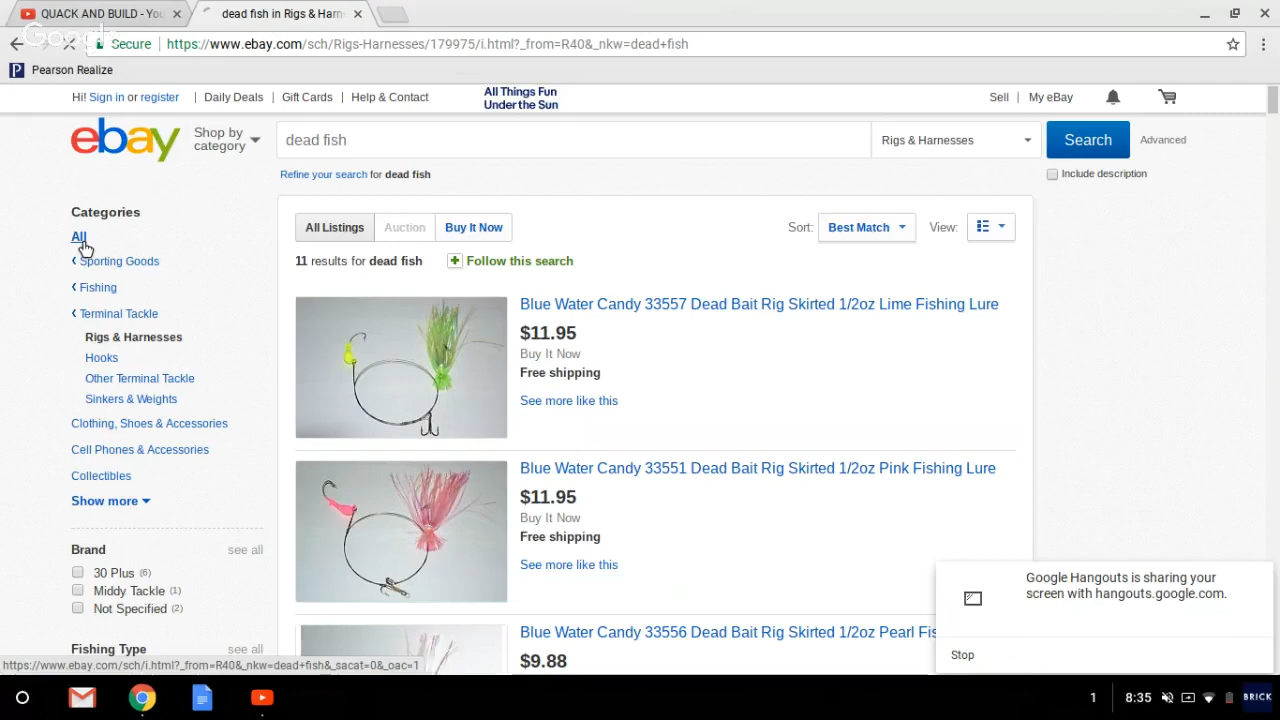 QUACK AND BUILD - You
dead fish in Rigs & Harn
Google
Secure
https://www.ebay.com/sch/Rigs-Harnesses/179975/i.html?_from=R40&_nkw=dead+fish
P Pearson Realize
Hi! Sign in or register | Daily Deals | Gift Cards | Help & Contact
All Things Fun
Under the Sun
Sell | My eBay
ebay
Shop by
category
dead fish
Rigs & Harnesses
Search
Advanced
Refine your search for dead fish
Include description
Categories
All
Sporting Goods
Fishing
Terminal Tackle
Rigs & Harnesses
Hooks
Other Terminal Tackle
Sinkers & Weights
Clothing, Shoes & Accessories
Cell Phones & Accessories
Collectibles
Show more
Brand see all
30 Plus (6)
Middy Tackle (1)
Not Specified (2)
Fishing Type see all
All Listings Auction Buy It Now
Sort: Best Match View:
11 results for dead fish
Follow this search
Blue Water Candy 33557 Dead Bait Rig Skirted 1/2oz Lime Fishing Lure
$11.95
Buy It Now
Free shipping
See more like this
Blue Water Candy 33551 Dead Bait Rig Skirted 1/2oz Pink Fishing Lure
$11.95
Buy It Now
Free shipping
See more like this
Blue Water Candy 33556 Dead Bait Rig Skirted 1/2oz Pearl Fis
$9.88
Google Hangouts is sharing your
screen with hangouts.google.com.
Stop
https://www.ebay.com/sch/i.html?_from=R40&_nkw=dead+fish&_sacat=0&_oac=1
1 8:35 BRICK